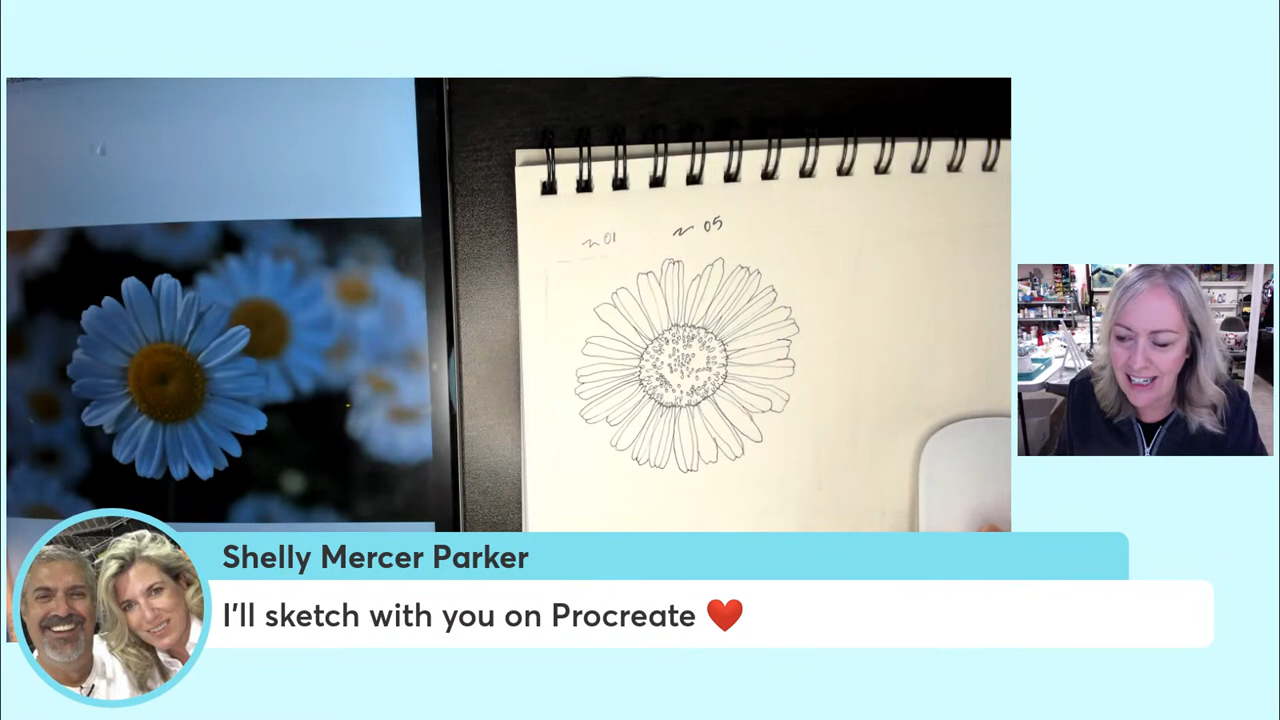 ~ 01
~ 05
Shelly Mercer Parker
I'll sketch with you on Procreate ❤️